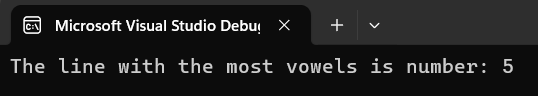 Microsoft Visual Studio Debug
The line with the most vowels is number: 5